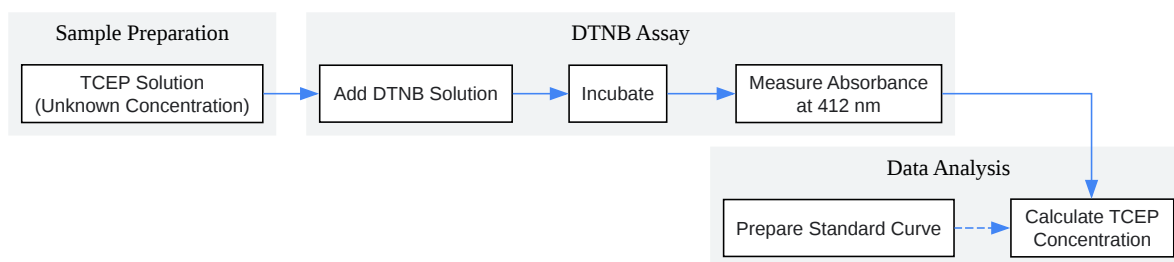 Sample Preparation
DTNB Assay
TCEP Solution
(Unknown Concentration)
Add DTNB Solution
Incubate
Measure Absorbance
at 412 nm
Data Analysis
Prepare Standard Curve
Calculate TCEP
Concentration